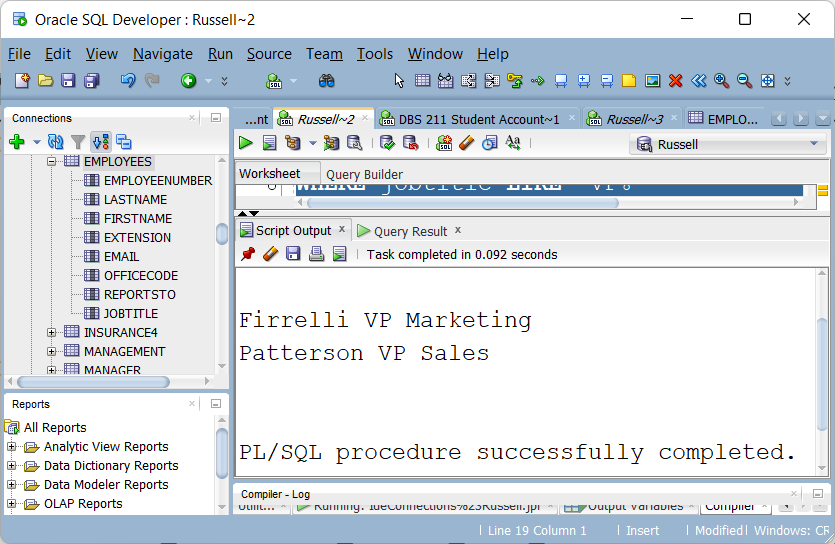 Oracle SQL Developer : Russell~2
File Edit View Navigate Run Source Team Tools Window Help
Connections
EMPLOYEES
EMPLOYEENUMBER
LASTNAME
FIRSTNAME
EXTENSION
EMAIL
OFFICECODE
REPORTSTO
JOBTITLE
INSURANCE4
MANAGEMENT
MANAGER
Reports
All Reports
Analytic View Reports
Data Dictionary Reports
Data Modeler Reports
OLAP Reports
...nt Russell~2 DBS 211 Student Account~1 Russell~3 EMPLO...
Russell
Worksheet Query Builder
WHERE jobtitle LIKE 'VP%
Script Output x Query Result x
Task completed in 0.092 seconds
Firrelli VP Marketing
Patterson VP Sales
PL/SQL procedure successfully completed.
Compiler - Log
Utilit... Running: IdeConnections%23Russell.jpr Output Variables Compiler
Line 19 Column 1 Insert Modified Windows: CR